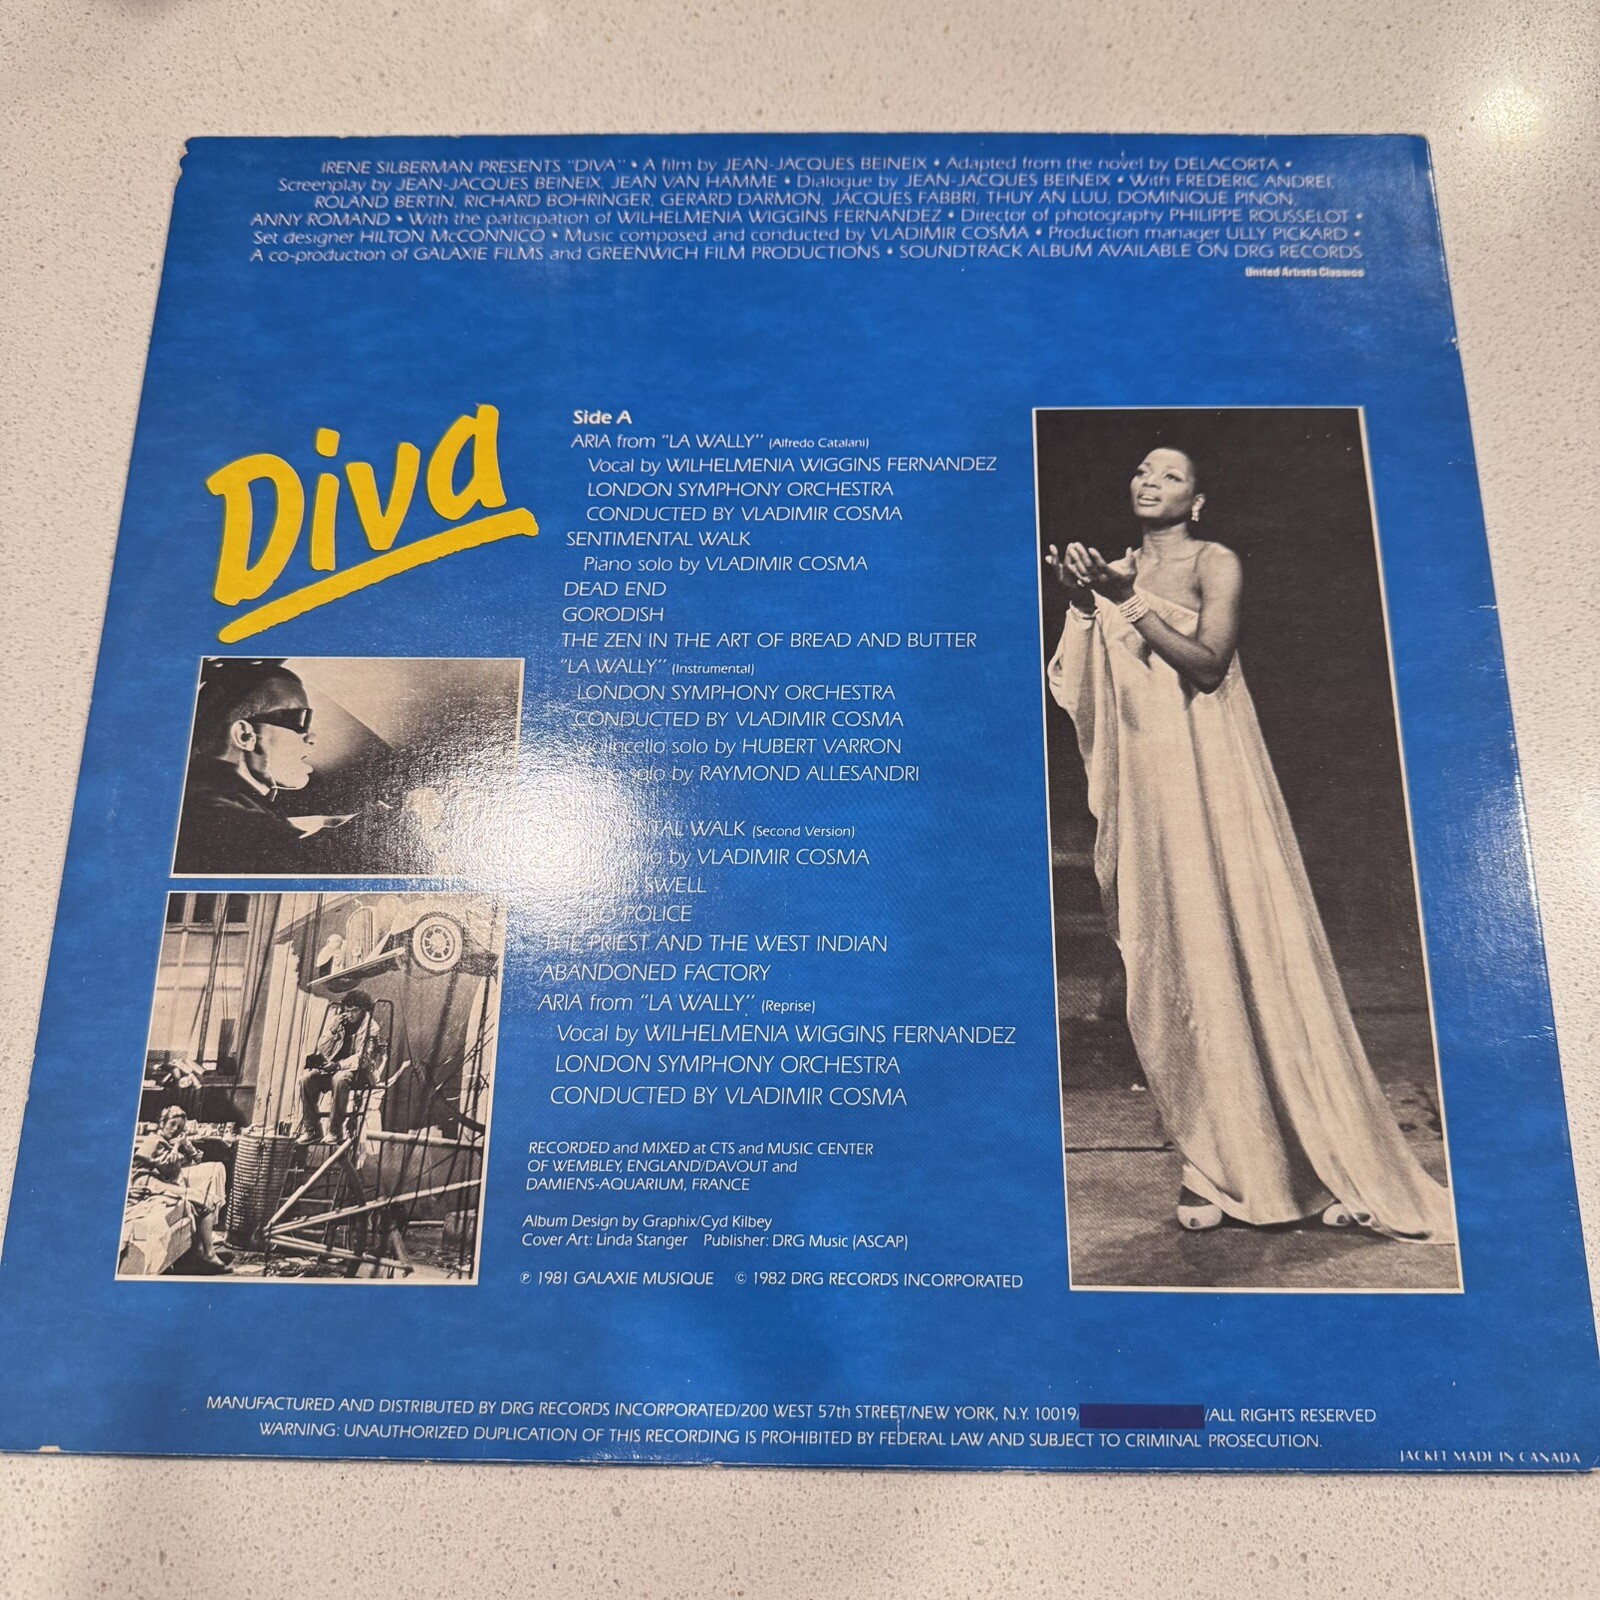 IRENE SILBERMAN PRESENTS "DIVA" • A film by JEAN-JACQUES BEINEIX • Adapted from the novel by DELACORTA •
Screenplay by JEAN-JACQUES BEINEIX, JEAN VAN HAMME • Dialogue by JEAN-JACQUES BEINEIX • With FREDERIC ANDREI,
ROLAND BERTIN, RICHARD BOHRINGER, GERARD DARMON, JACQUES FABBRI, THUY AN LUU, DOMINIQUE PINON,
ANNY ROMAND • With the participation of WILHELMENIA WIGGINS FERNANDEZ • Director of photography PHILIPPE ROUSSELOT •
Set designer HILTON McCONNICO • Music composed and conducted by VLADIMIR COSMA • Production manager ULLY PICKARD •
A co-production of GALAXIE FILMS and GREENWICH FILM PRODUCTIONS • SOUNDTRACK ALBUM AVAILABLE ON DRG RECORDS
United Artists Classics
Diva
Side A
ARIA from "LA WALLY" (Alfredo Catalani)
Vocal by WILHELMENIA WIGGINS FERNANDEZ
LONDON SYMPHONY ORCHESTRA
CONDUCTED BY VLADIMIR COSMA
SENTIMENTAL WALK
Piano solo by VLADIMIR COSMA
DEAD END
GORODISH
THE ZEN IN THE ART OF BREAD AND BUTTER
"LA WALLY" (Instrumental)
LONDON SYMPHONY ORCHESTRA
CONDUCTED BY VLADIMIR COSMA
solo by HUBERT VARRON
solo by RAYMOND ALLESANDRI
WALK (Second Version)
by VLADIMIR COSMA
SWELL
POLICE
THE PRIEST AND THE WEST INDIAN
ABANDONED FACTORY
ARIA from "LA WALLY" (Reprise)
Vocal by WILHELMENIA WIGGINS FERNANDEZ
LONDON SYMPHONY ORCHESTRA
CONDUCTED BY VLADIMIR COSMA
RECORDED and MIXED at CTS and MUSIC CENTER
OF WEMBLEY, ENGLAND/DAVOUT and
DAMIENS-AQUARIUM, FRANCE
Album Design by Graphix/Cyd Kilbey
Cover Art: Linda Stanger Publisher: DRG Music (ASCAP)
℗ 1981 GALAXIE MUSIQUE © 1982 DRG RECORDS INCORPORATED
MANUFACTURED AND DISTRIBUTED BY DRG RECORDS INCORPORATED/200 WEST 57th STREET/NEW YORK, N.Y. 10019/ /ALL RIGHTS RESERVED
WARNING: UNAUTHORIZED DUPLICATION OF THIS RECORDING IS PROHIBITED BY FEDERAL LAW AND SUBJECT TO CRIMINAL PROSECUTION.
JACKET MADE IN CANADA